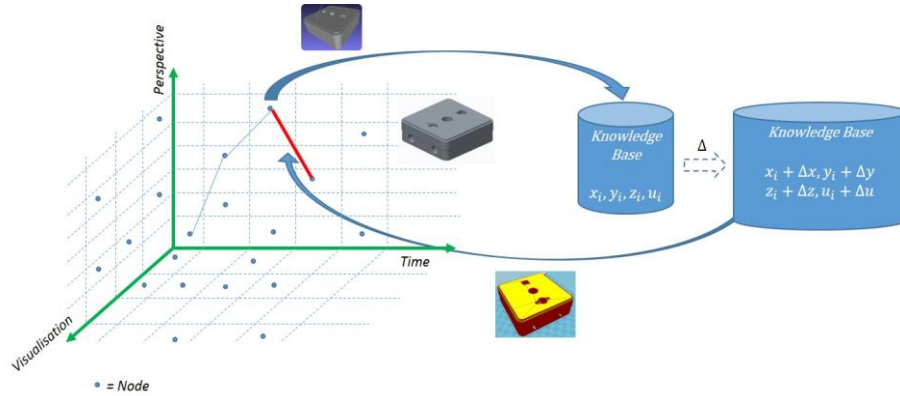 Perspective
Time
Visualisation
= Node
Knowledge
Base
x_i, y_i, z_i, u_i
Δ
Knowledge Base
x_i + Δx, y_i + Δy
z_i + Δz, u_i + Δu